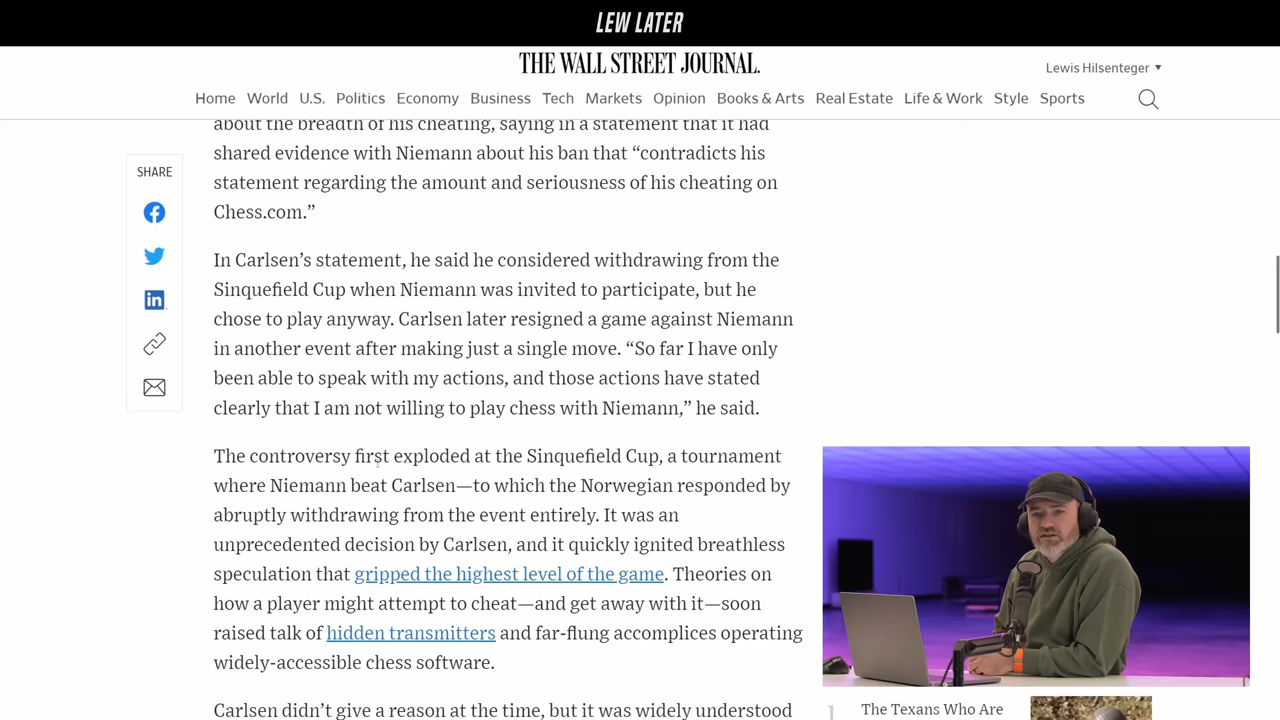 LEW LATER
THE WALL STREET JOURNAL.
Lewis Hilsenteger
Home World U.S. Politics Economy Business Tech Markets Opinion Books & Arts Real Estate Life & Work Style Sports
about the breadth of his cheating, saying in a statement that it had
shared evidence with Niemann about his ban that “contradicts his
statement regarding the amount and seriousness of his cheating on
Chess.com.”
SHARE
In Carlsen’s statement, he said he considered withdrawing from the
Sinquefield Cup when Niemann was invited to participate, but he
chose to play anyway. Carlsen later resigned a game against Niemann
in another event after making just a single move. “So far I have only
been able to speak with my actions, and those actions have stated
clearly that I am not willing to play chess with Niemann,” he said.
The controversy first exploded at the Sinquefield Cup, a tournament
where Niemann beat Carlsen—to which the Norwegian responded by
abruptly withdrawing from the event entirely. It was an
unprecedented decision by Carlsen, and it quickly ignited breathless
speculation that gripped the highest level of the game. Theories on
how a player might attempt to cheat—and get away with it—soon
raised talk of hidden transmitters and far-flung accomplices operating
widely-accessible chess software.
Carlsen didn’t give a reason at the time, but it was widely understood
1
The Texans Who Are